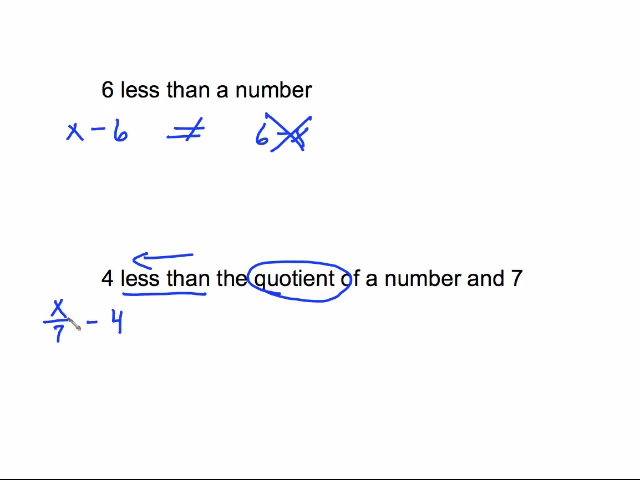 6 less than a number
x - 6 ≠ 6 - x
4 less than the quotient of a number and 7
x/7 - 4